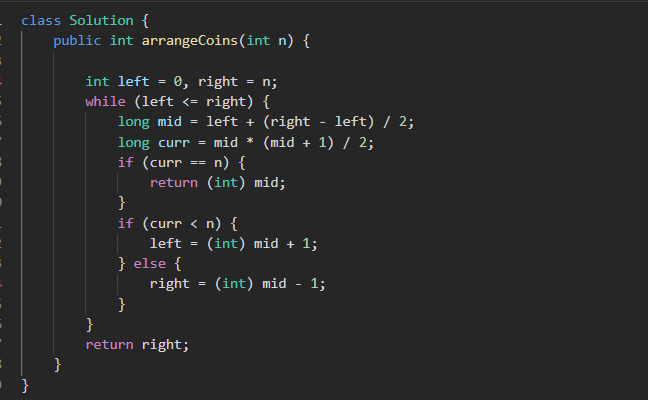 class Solution {
public int arrangeCoins(int n) {
int left = 0, right = n;
while (left <= right) {
long mid = left + (right - left) / 2;
long curr = mid * (mid + 1) / 2;
if (curr == n) {
return (int) mid;
}
if (curr < n) {
left = (int) mid + 1;
} else {
right = (int) mid - 1;
}
}
return right;
}
}